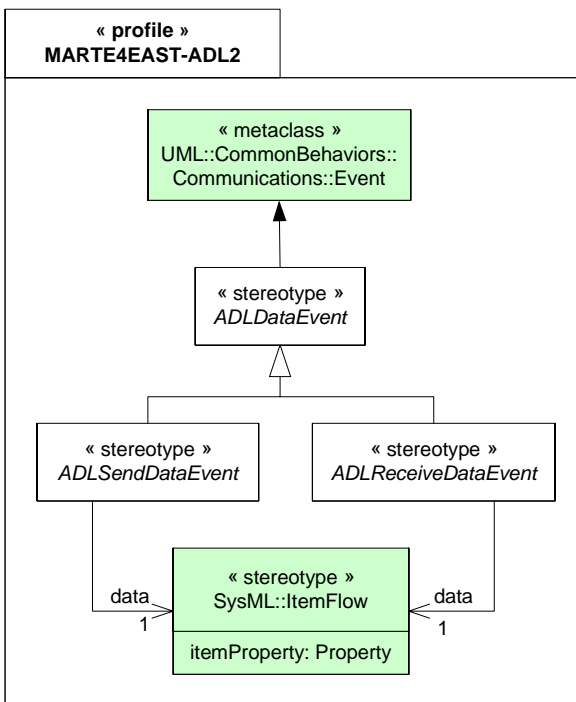 « profile »
MARTE4EAST-ADL2
« metaclass »
UML::CommonBehaviors::
Communications::Event
« stereotype »
ADLDataEvent
« stereotype »
ADLSendDataEvent
« stereotype »
ADLReceiveDataEvent
data
1
« stereotype »
SysML::ItemFlow
itemProperty: Property
data
1